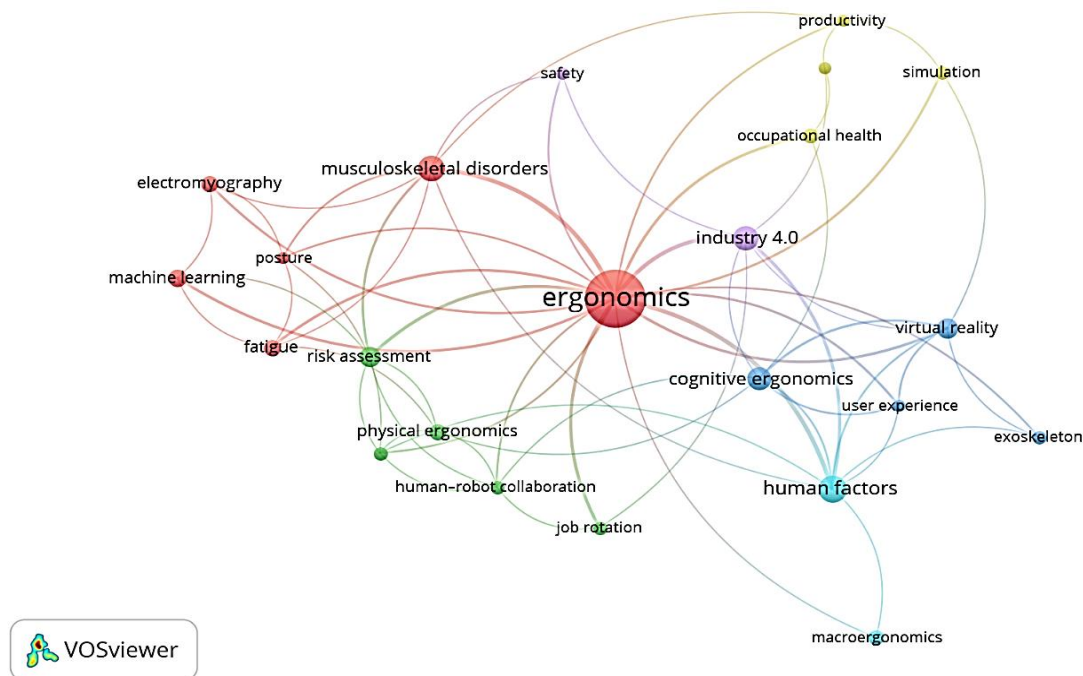 productivity
safety
simulation
occupational health
musculoskeletal disorders
electromyography
industry 4.0
posture
machine learning
ergonomics
virtual reality
fatigue
risk assessment
cognitive ergonomics
user experience
physical ergonomics
exoskeleton
human–robot collaboration
human factors
job rotation
macroergonomics
VOSviewer